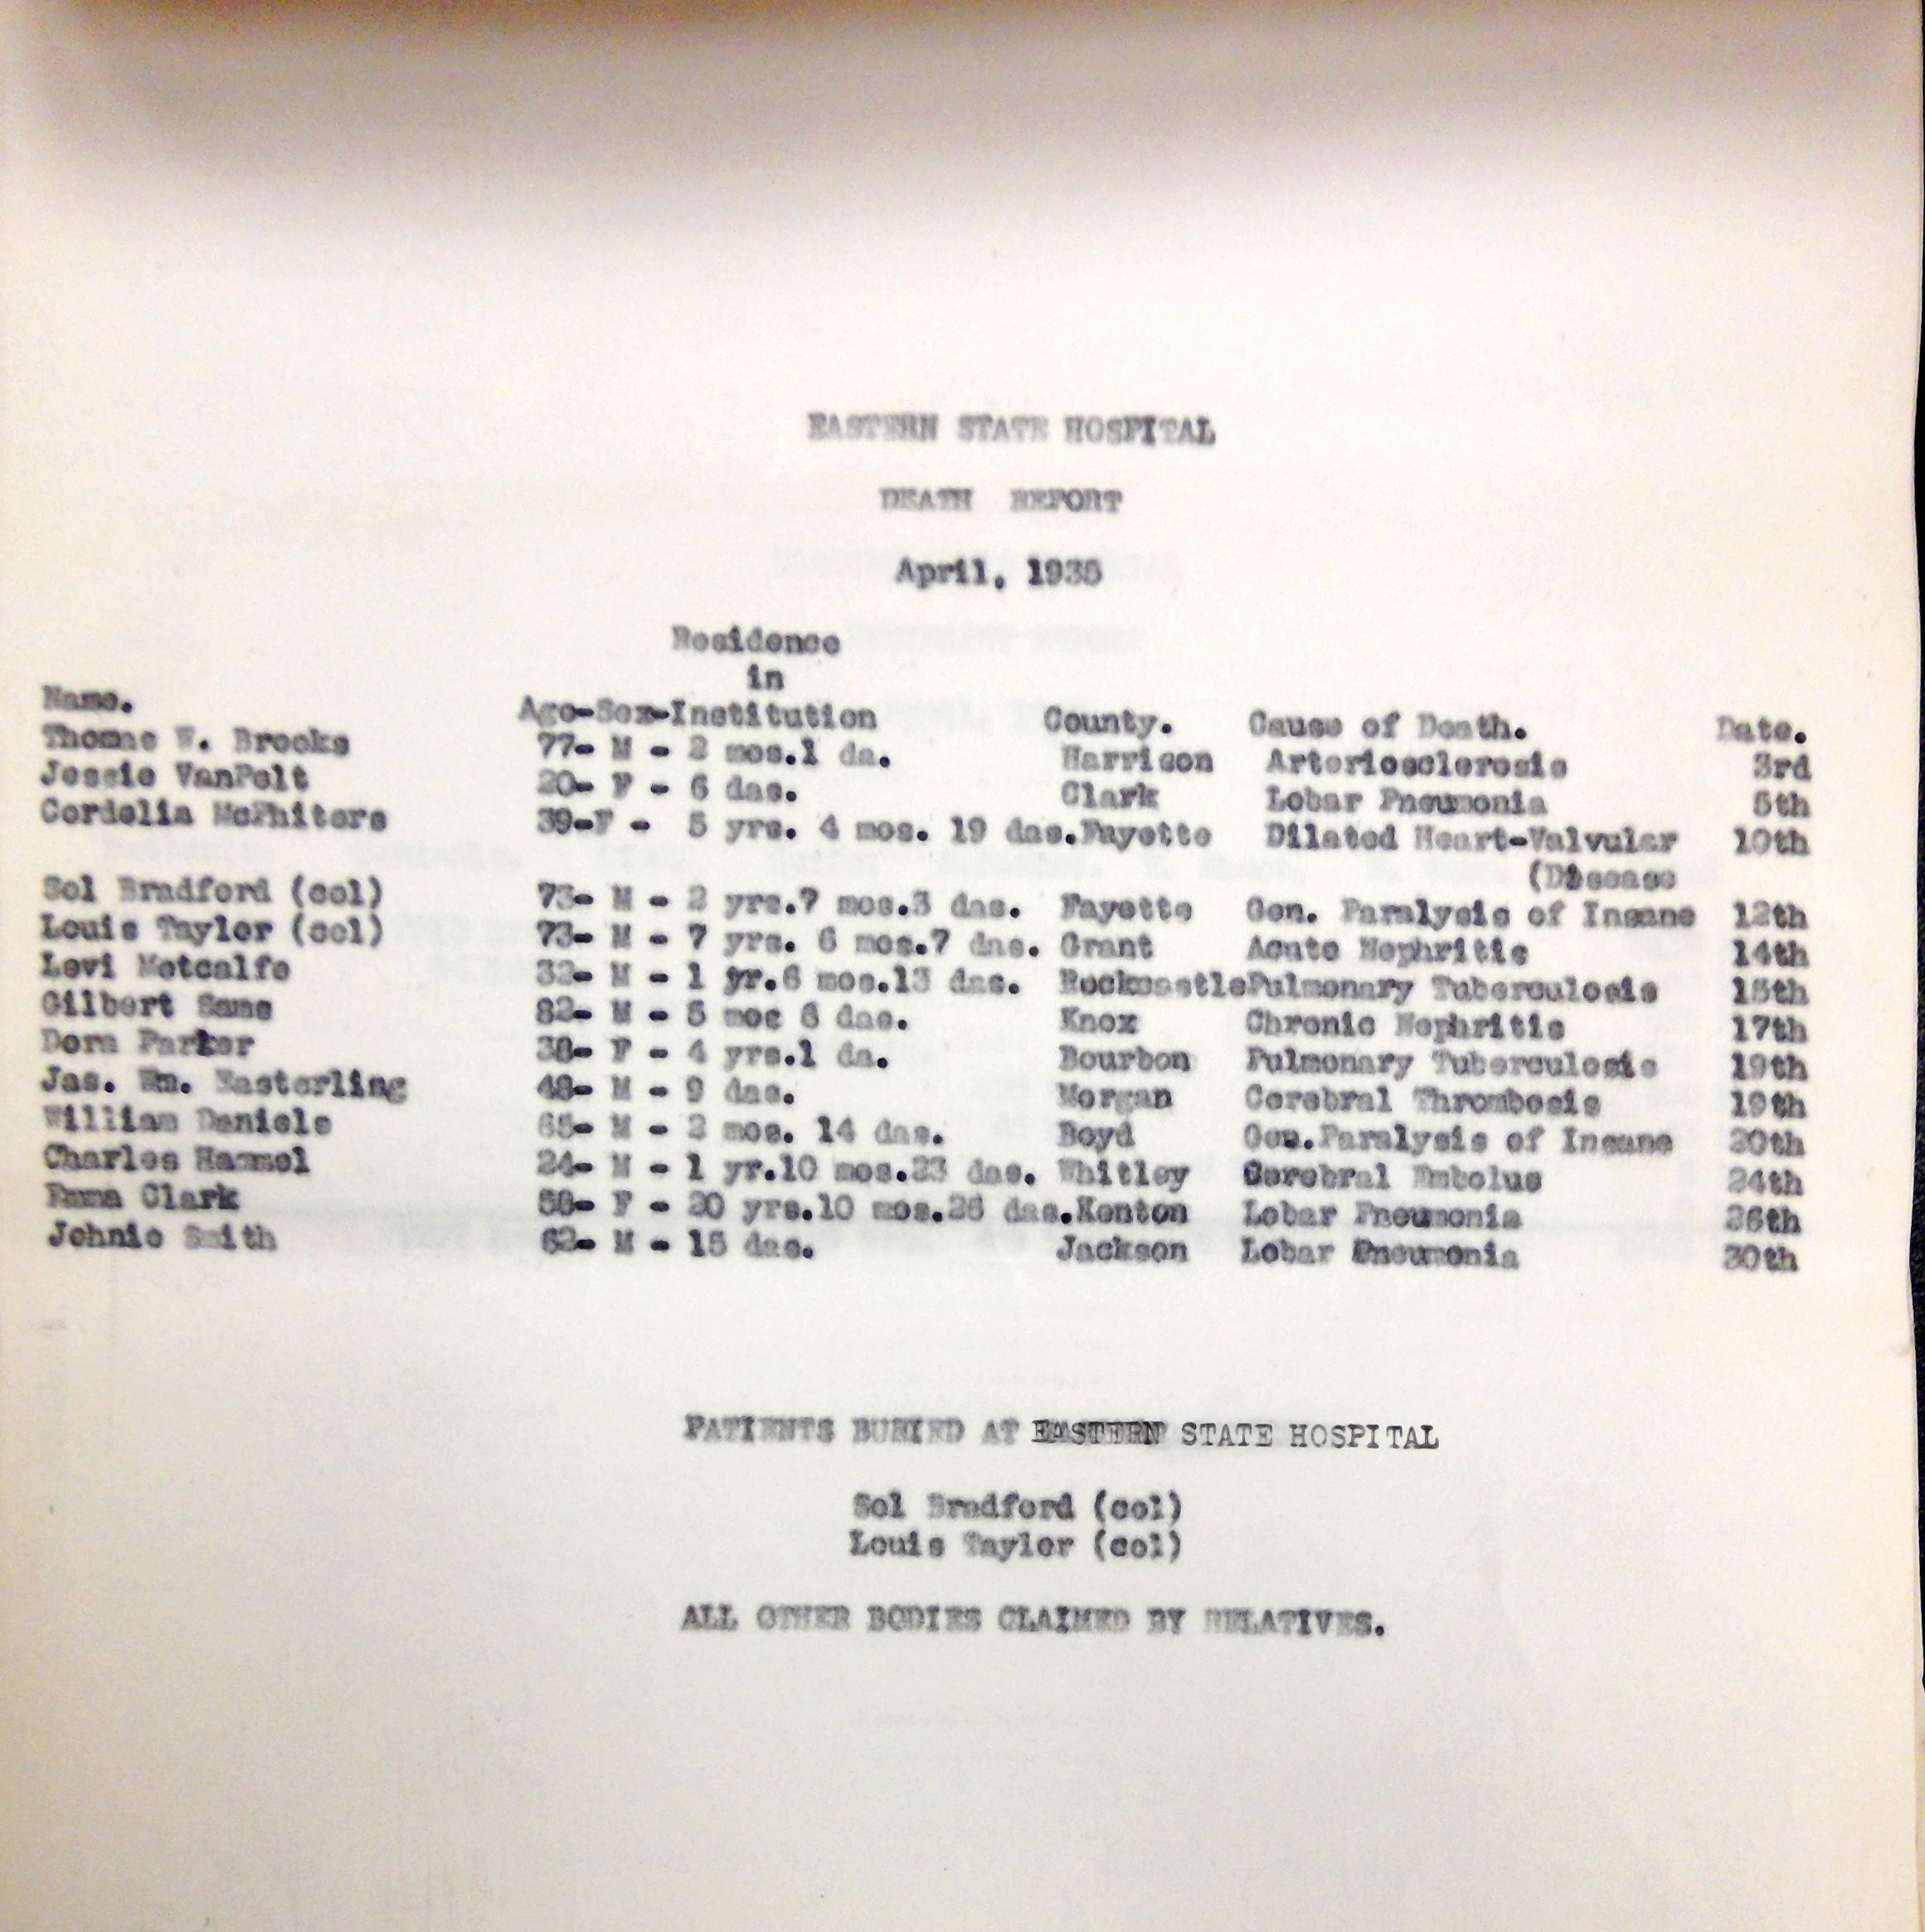 EASTERN STATE HOSPITAL
DEATH REPORT
April, 1935
Residence
in
Name. Age-Sex-Institution County. Cause of Death. Date.
Thomas W. Brooks 77- M - 2 mos.1 da. Harrison Arteriosclerosis 3rd
Jessie VanPelt 20- F - 6 das. Clark Lobar Pneumonia 5th
Cordelia McPhiters 39-F - 5 yrs. 4 mos. 19 das.Fayette Dilated Heart-Valvular 10th
(Disease
Sol Bradford (col) 73- M - 2 yrs.7 mos.3 das. Fayette Gen. Paralysis of Insane 12th
Louis Taylor (col) 73- M - 7 yrs. 6 mos.7 das. Grant Acute Nephritis 14th
Levi Metcalfe 32- M - 1 yr.6 mos.13 das. RockcastlePulmonary Tuberculosis 15th
Gilbert Sams 82- M - 5 mos 6 das. Knox Chronic Nephritis 17th
Dora Parker 38- F - 4 yrs.1 da. Bourbon Pulmonary Tuberculosis 19th
Jas. Wm. Easterling 48- M - 9 das. Morgan Cerebral Thrombosis 19th
William Daniels 65- M - 2 mos. 14 das. Boyd Gen.Paralysis of Insane 20th
Charles Hammel 24- M - 1 yr.10 mos.23 das. Whitley Cerebral Embolus 24th
Emma Clark 58- F - 20 yrs.10 mos.26 das.Kenton Lobar Pneumonia 26th
Johnie Smith 62- M - 15 das. Jackson Lobar Pneumonia 30th
PATIENTS BURIED AT EASTERN STATE HOSPITAL
Sol Bradford (col)
Louis Taylor (col)
ALL OTHER BODIES CLAIMED BY RELATIVES.